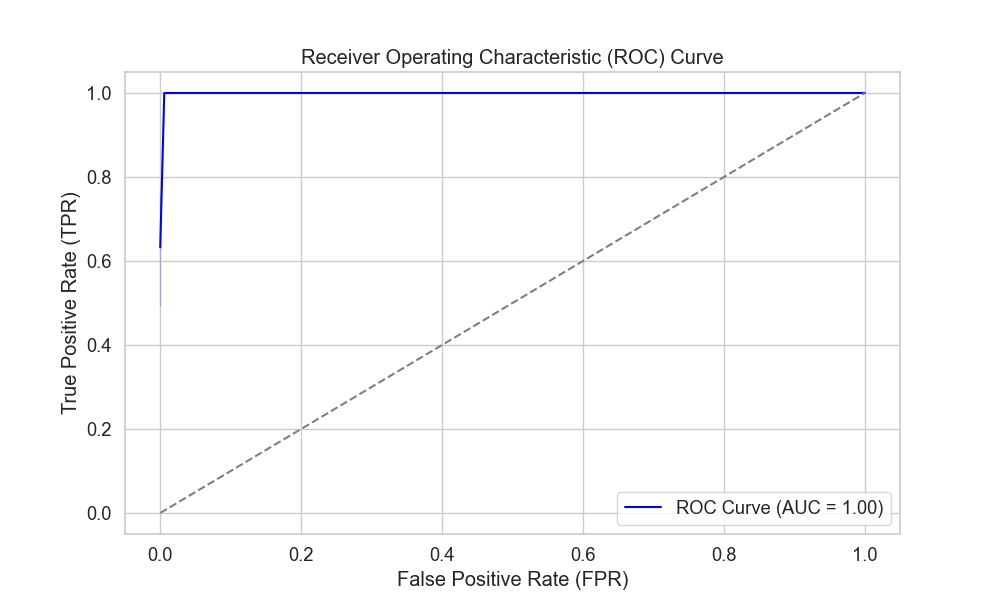 Receiver Operating Characteristic (ROC) Curve
True Positive Rate (TPR)
1.0
0.8
0.6
0.4
0.2
0.0
ROC Curve (AUC = 1.00)
0.0 0.2 0.4 0.6 0.8 1.0
False Positive Rate (FPR)